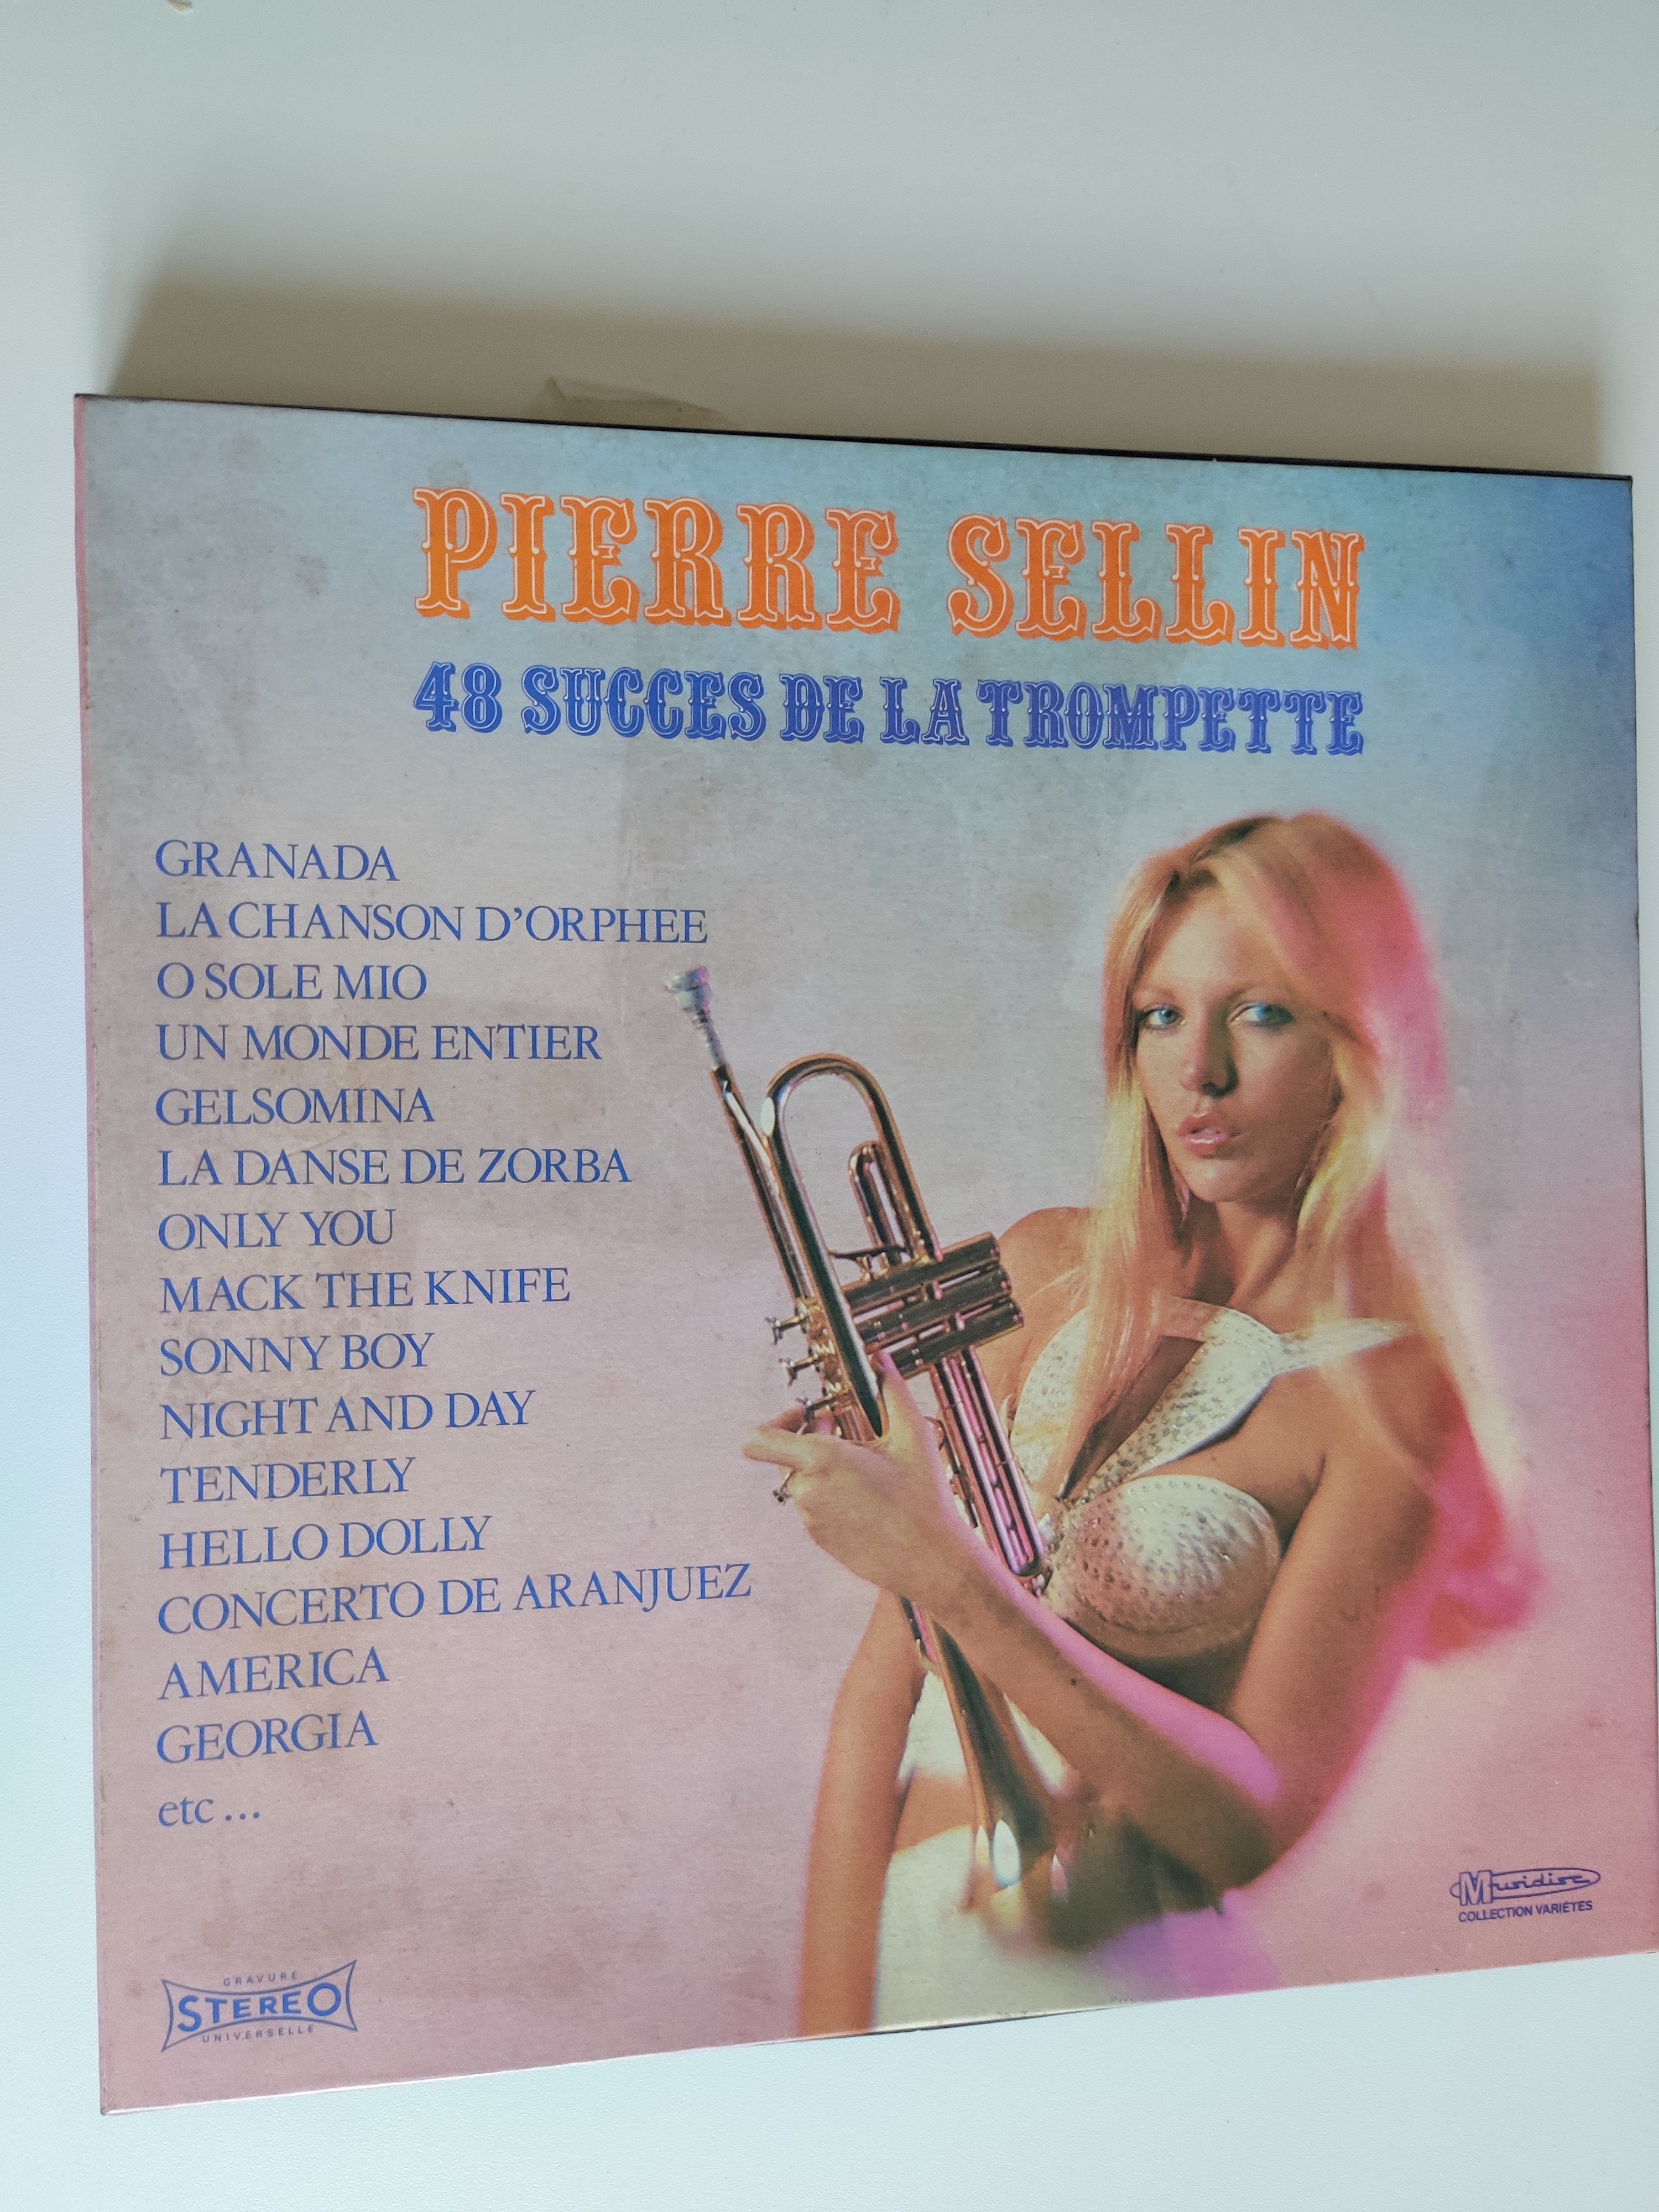 PIERRE SELLIN
48 SUCCES DE LA TROMPETTE
GRANADA
LA CHANSON D'ORPHEE
O SOLE MIO
UN MONDE ENTIER
GELSOMINA
LA DANSE DE ZORBA
ONLY YOU
MACK THE KNIFE
SONNY BOY
NIGHT AND DAY
TENDERLY
HELLO DOLLY
CONCERTO DE ARANJUEZ
AMERICA
GEORGIA
etc...
Musidisc
COLLECTION VARIÉTÉS
GRAVURE
STEREO
UNIVERSELLE